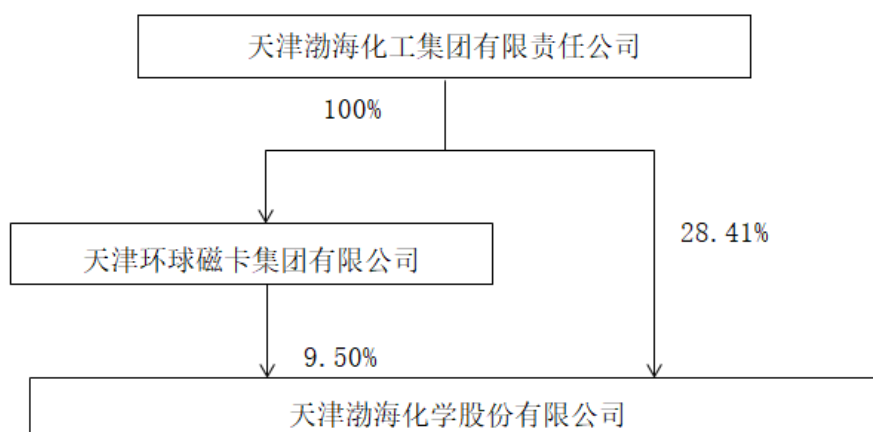 天津渤海化工集团有限责任公司
100%
28.41%
天津环球磁卡集团有限公司
9.50%
天津渤海化学股份有限公司